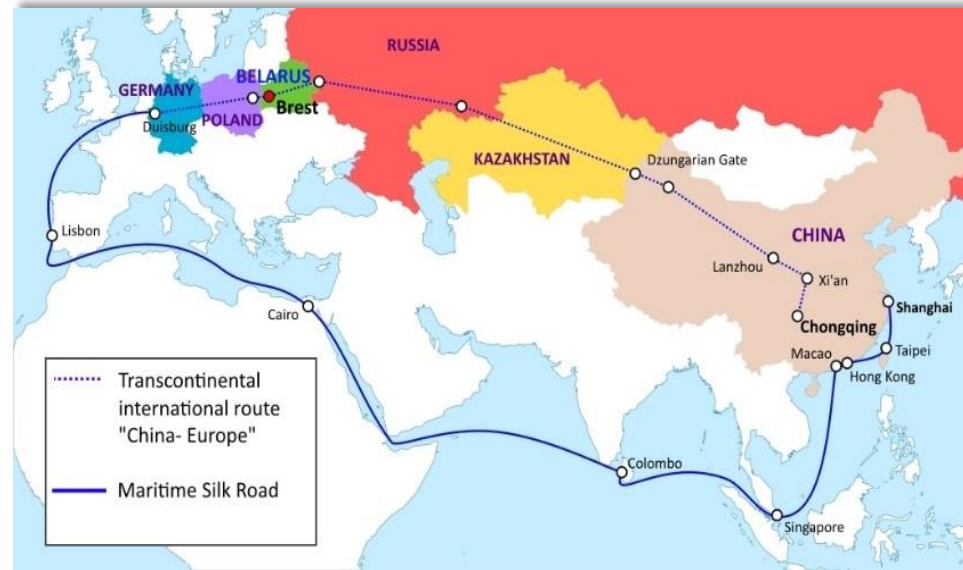 RUSSIA
BELARUS
GERMANY
Brest
Duisburg
POLAND
KAZAKHSTAN
Dzungarian Gate
CHINA
Lisbon
Lanzhou
Xi'an
Shanghai
Cairo
Chongqing
Macao
Taipei
Hong Kong
Transcontinental
international route
"China- Europe"
Maritime Silk Road
Colombo
Singapore